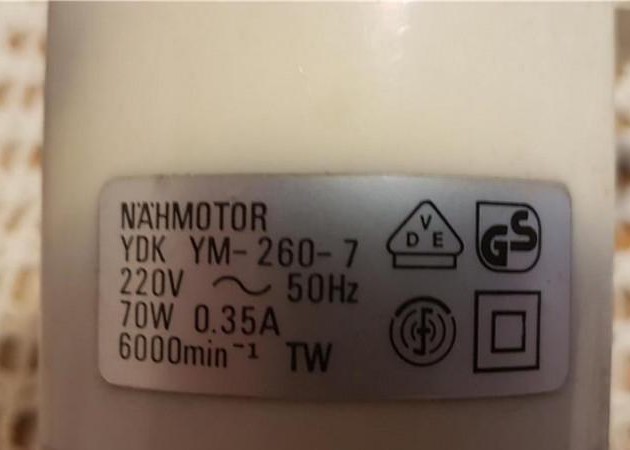 NÄHMOTOR
YDK YM-260-7
220V ~ 50Hz
70W 0.35A
6000min⁻¹ TW
VDE
GS